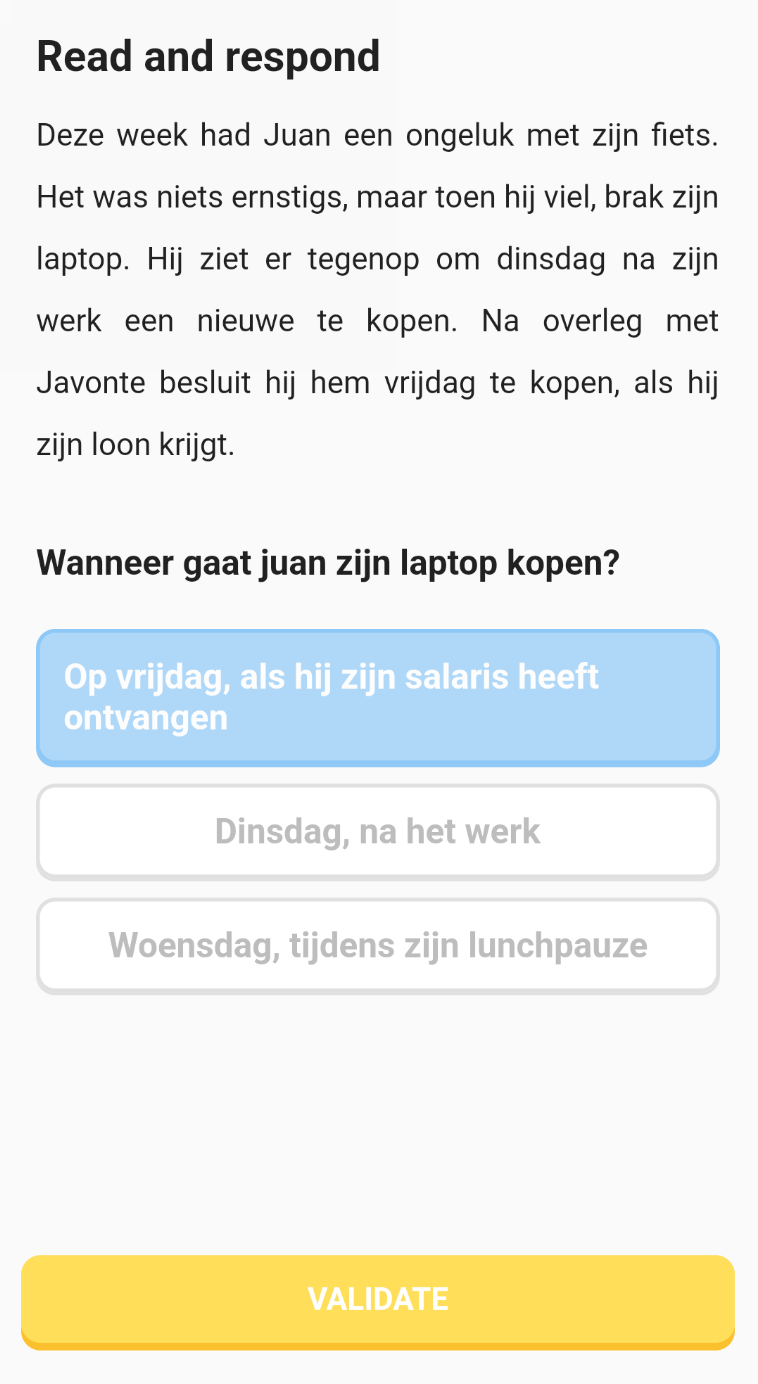 Read and respond
Deze week had Juan een ongeluk met zijn fiets.
Het was niets ernstigs, maar toen hij viel, brak zijn
laptop. Hij ziet er tegenop om dinsdag na zijn
werk een nieuwe te kopen. Na overleg met
Javonte besluit hij hem vrijdag te kopen, als hij
zijn loon krijgt.
Wanneer gaat juan zijn laptop kopen?
Op vrijdag, als hij zijn salaris heeft
ontvangen
Dinsdag, na het werk
Woensdag, tijdens zijn lunchpauze
VALIDATE